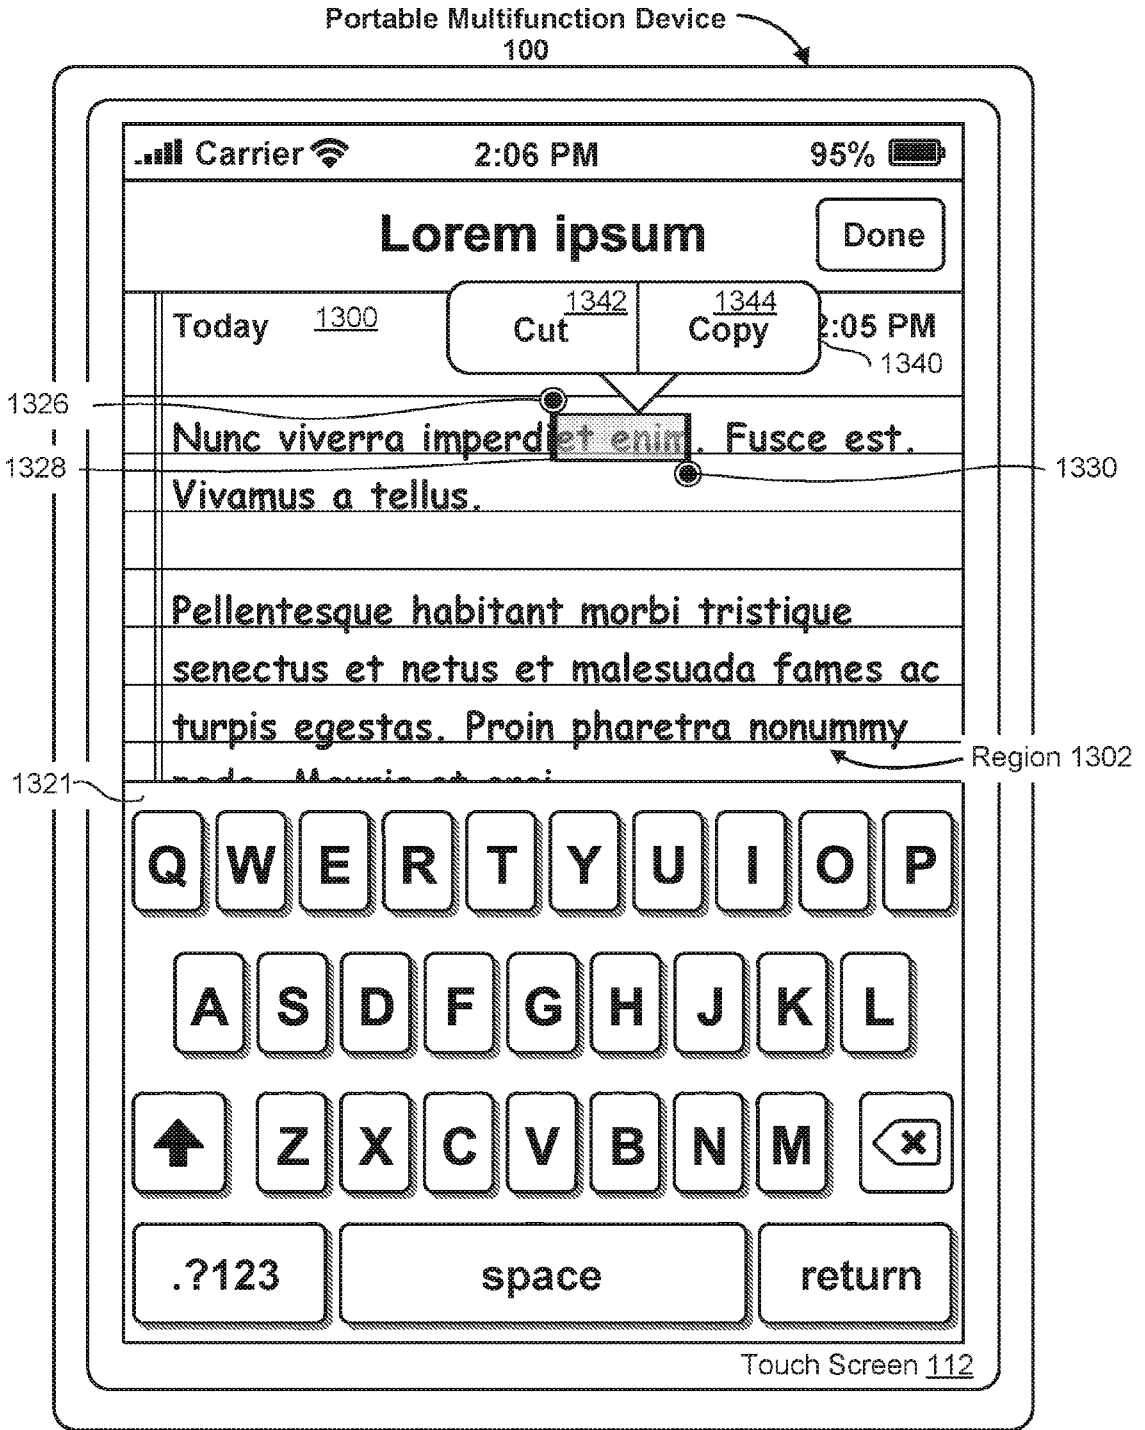 Portable Multifunction Device
100
Carrier 2:06 PM 95%
Lorem ipsum Done
1342 1344
Today 1300 Cut Copy 2:05 PM
1340
1326
Nunc viverra imperdiet enim. Fusce est.
1328 1330
Vivamus a tellus.
Pellentesque habitant morbi tristique
senectus et netus et malesuada fames ac
turpis egestas. Proin pharetra nonummy
Region 1302
1321
Q W E R T Y U I O P
A S D F G H J K L
Z X C V B N M
.?123 space return
Touch Screen 112